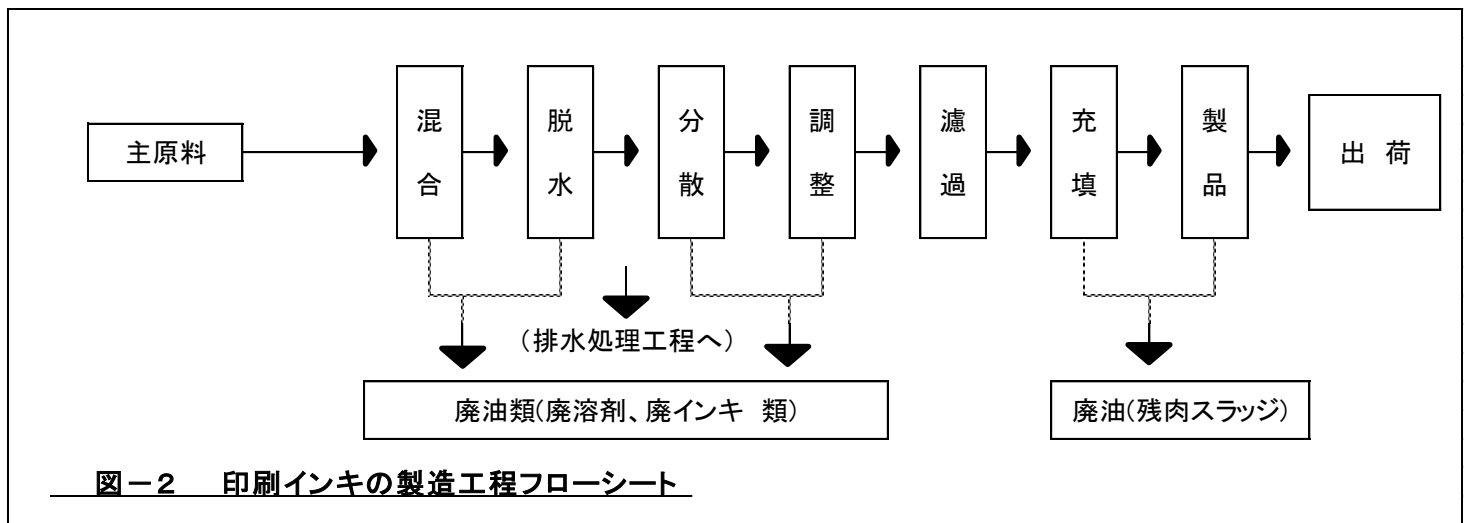 主原料
混合
脱水
分散
調整
濾過
充填
製品
出 荷
(排水処理工程へ)
廃油類(廃溶剤、廃インキ 類)
廃油(残肉スラッジ)
図-2 印刷インキの製造工程フローシート